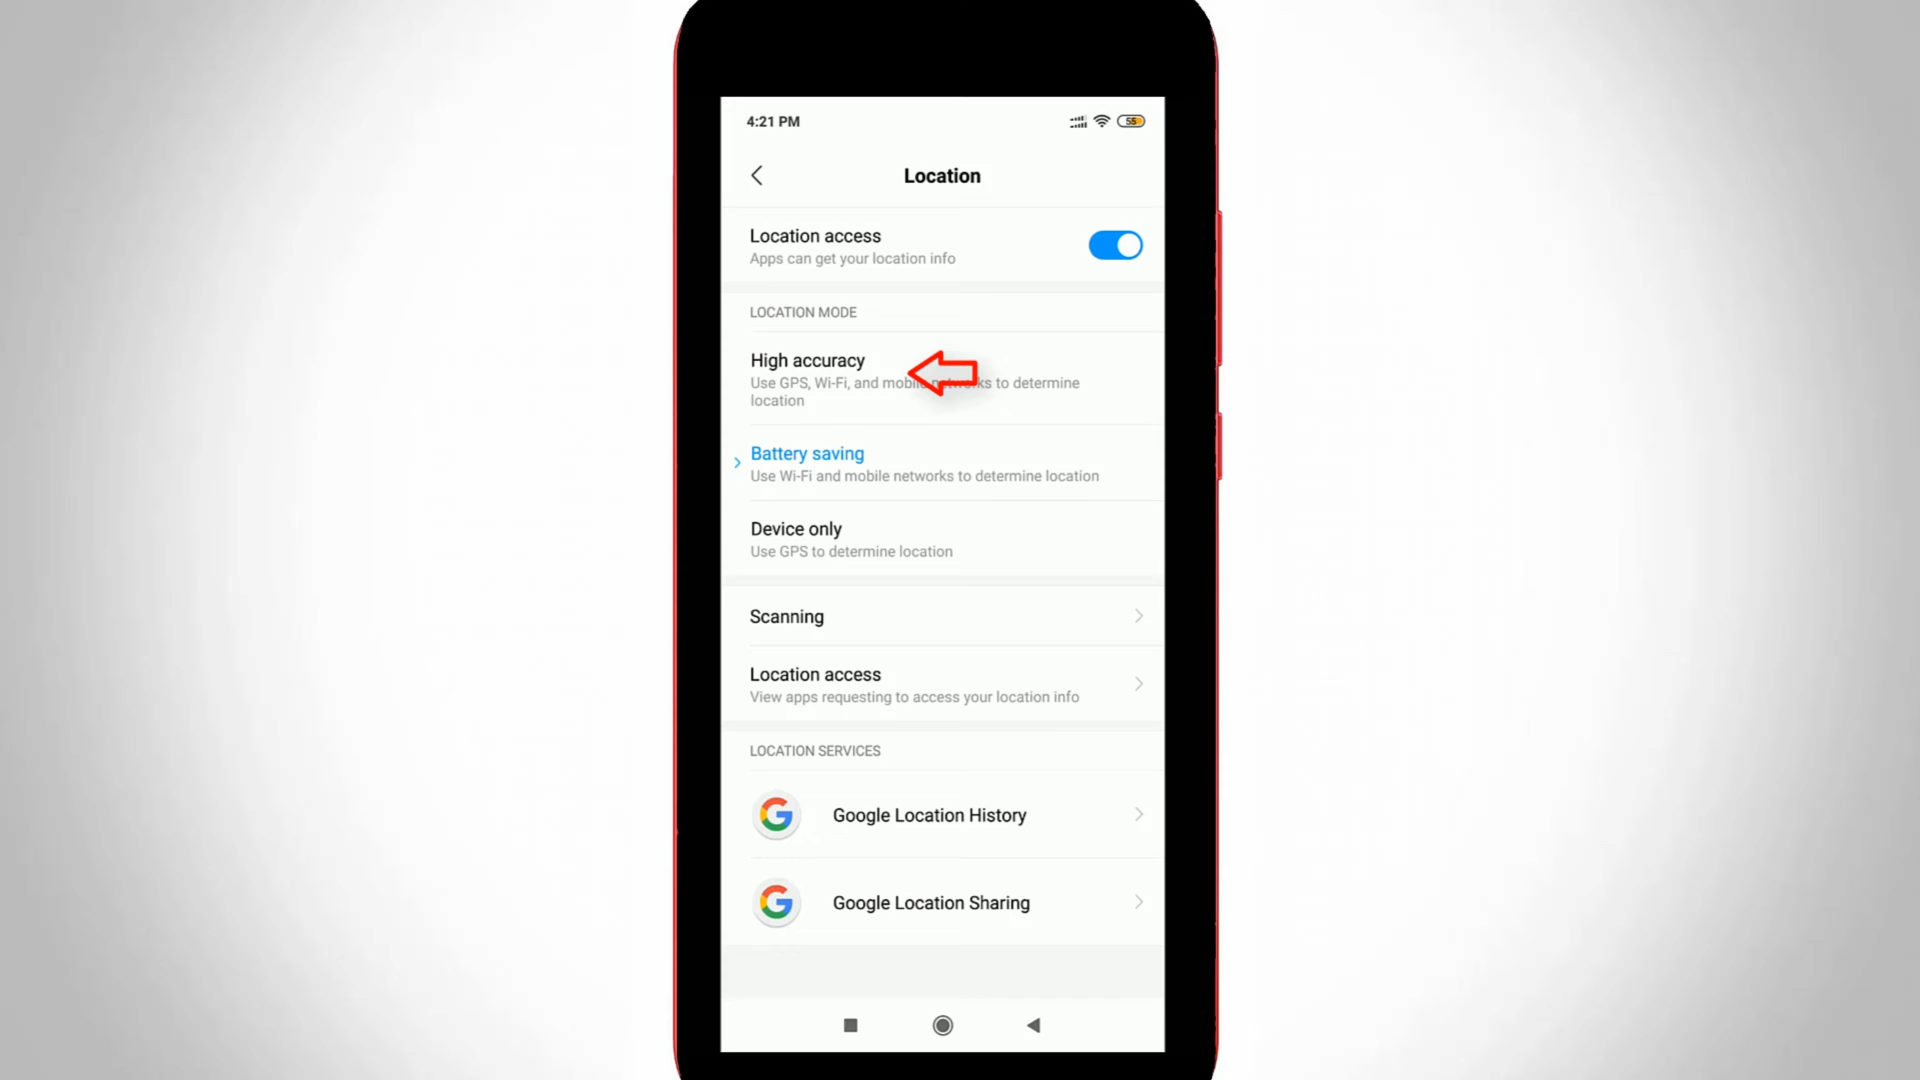 4:21 PM
55
Location
Location access
Apps can get your location info
LOCATION MODE
High accuracy
Use GPS, Wi-Fi, and mobile networks to determine
location
Battery saving
Use Wi-Fi and mobile networks to determine location
Device only
Use GPS to determine location
Scanning
Location access
View apps requesting to access your location info
LOCATION SERVICES
Google Location History
Google Location Sharing